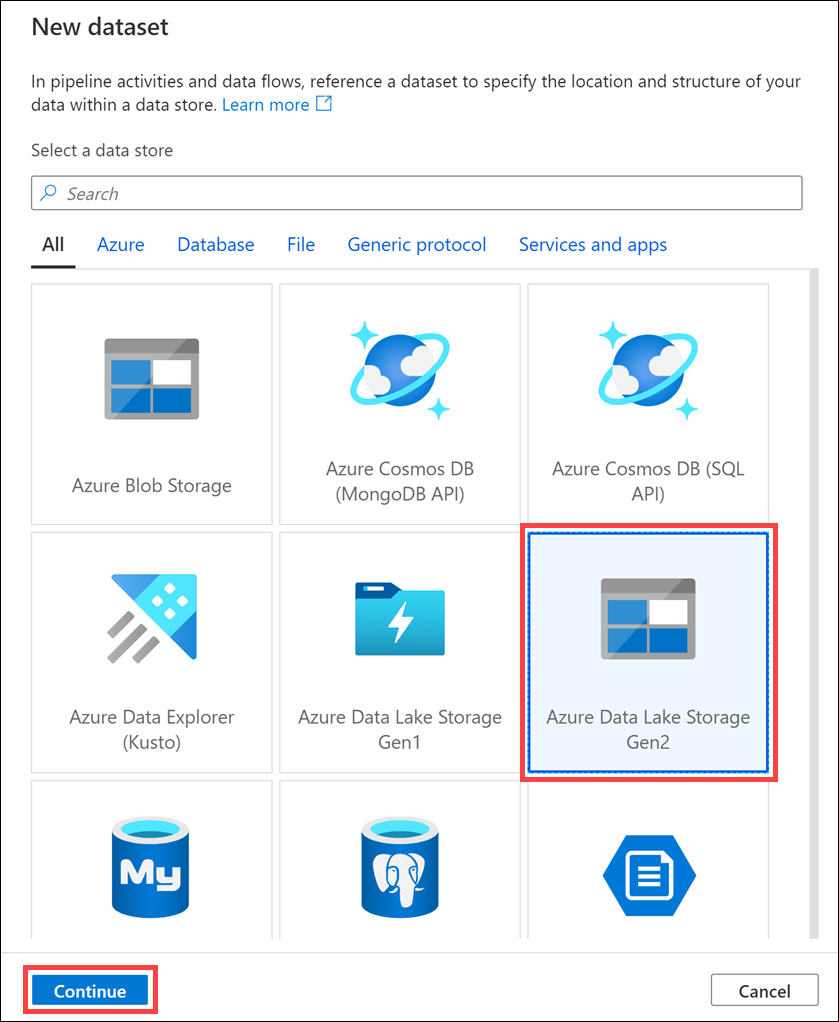 New dataset
In pipeline activities and data flows, reference a dataset to specify the location and structure of your
data within a data store. Learn more
Select a data store
Search
All Azure Database File Generic protocol Services and apps
Azure Blob Storage
Azure Cosmos DB
(MongoDB API)
Azure Cosmos DB (SQL
API)
Azure Data Explorer
(Kusto)
Azure Data Lake Storage
Gen1
Azure Data Lake Storage
Gen2
My
Continue
Cancel